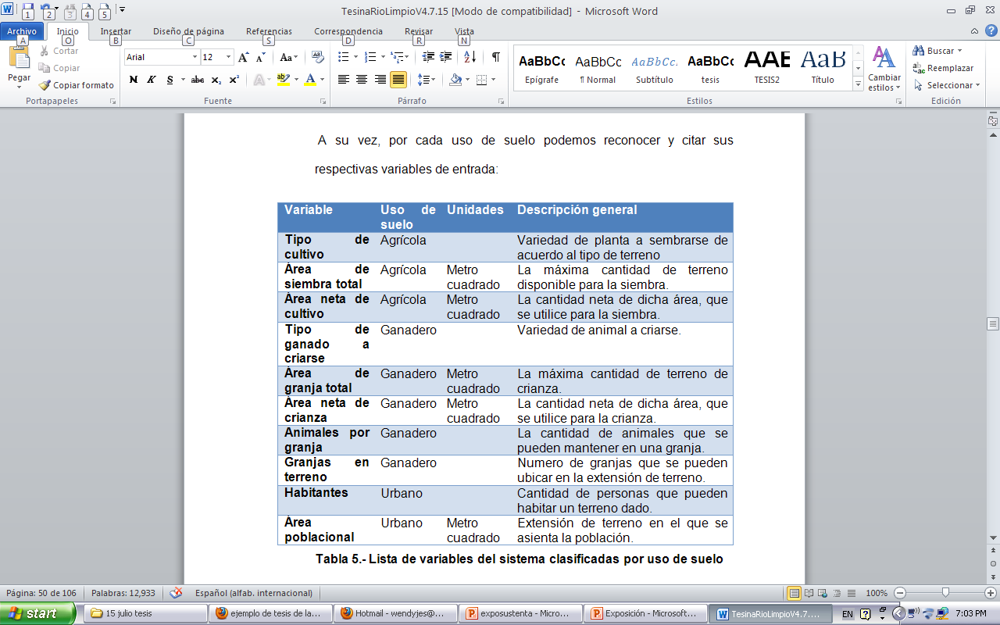 TesinaRioLimpioV4.7.15 [Modo de compatibilidad] - Microsoft Word
1 2 3 4 5
Archivo Inicio Insertar Diseño de página Referencias Correspondencia Revisar Vista
A O B C S D R N
Pegar
Cortar
Copiar
Copiar formato
Portapapeles
Arial 12
N K S abc x₂ x²
Fuente
Párrafo
AaBbCc AaBbCc AaBbCc. AaBbCc AAE AaB
Epígrafe ¶ Normal Subtítulo tesis TESIS2 Título
Cambiar
estilos
Estilos
Buscar
Reemplazar
Seleccionar
Edición
A su vez, por cada uso de suelo podemos reconocer y citar sus
respectivas variables de entrada:
Variable Uso de Unidades Descripción general
suelo
Tipo de Agrícola Variedad de planta a sembrarse de
cultivo acuerdo al tipo de terreno
Área de Agrícola Metro La máxima cantidad de terreno
siembra total cuadrado disponible para la siembra.
Área neta de Agrícola Metro La cantidad neta de dicha área, que
cultivo cuadrado se utilice para la siembra.
Tipo de Ganadero Variedad de animal a criarse.
ganado a
criarse
Área de Ganadero Metro La máxima cantidad de terreno de
granja total cuadrado crianza.
Área neta de Ganadero Metro La cantidad neta de dicha área, que
crianza cuadrado se utilice para la crianza.
Animales por Ganadero La cantidad de animales que se
granja pueden mantener en una granja.
Granjas en Ganadero Numero de granjas que se pueden
terreno ubicar en la extensión de terreno.
Habitantes Urbano Cantidad de personas que pueden
habitar un terreno dado.
Área Urbano Metro Extensión de terreno en el que se
poblacional cuadrado asienta la población.
Tabla 5.- Lista de variables del sistema clasificadas por uso de suelo
Página: 50 de 106 Palabras: 12,933 Español (alfab. internacional) 100%
start 15 julio tesis ejemplo de tesis de la... Hotmail - wendyjes@... exposustenta - Micro... Exposición - Microsoft... TesinaRioLimpioV4.7.... EN 7:03 PM